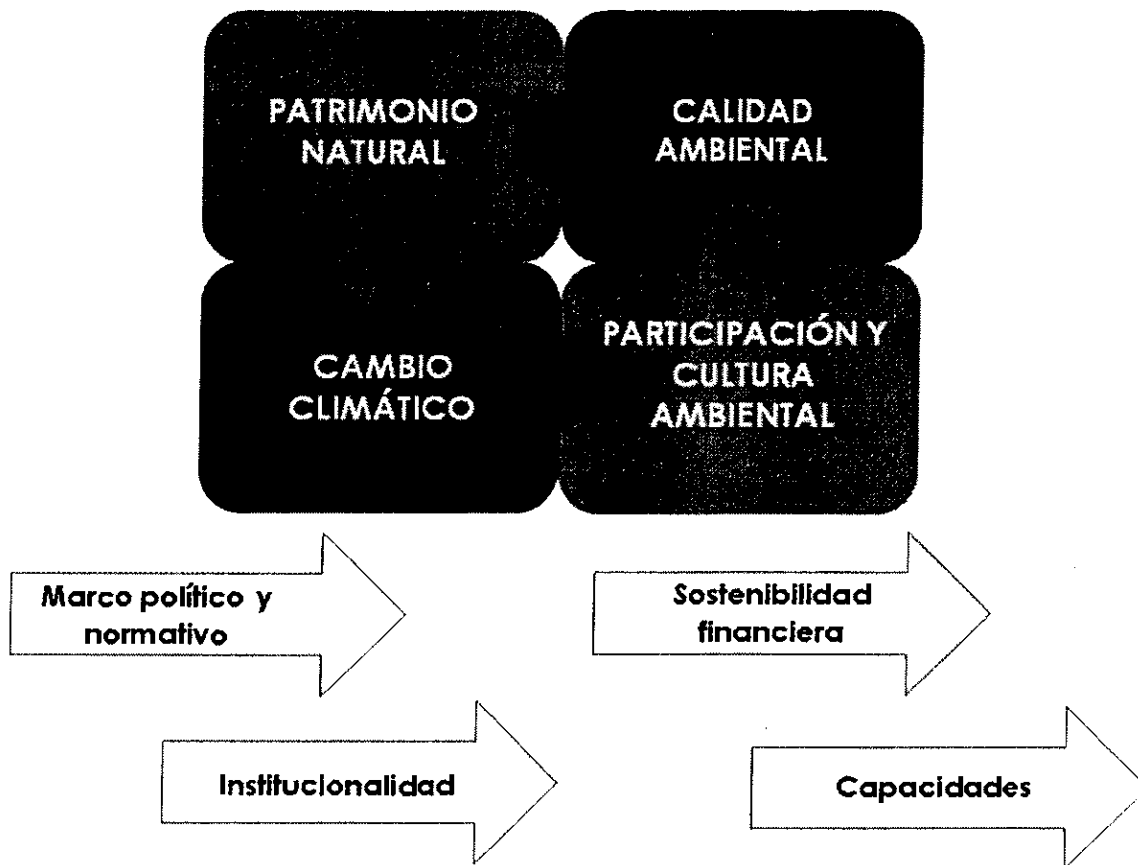 PATRIMONIO
NATURAL
CALIDAD
AMBIENTAL
CAMBIO
CLIMÁTICO
PARTICIPACIÓN Y
CULTURA
AMBIENTAL
Marco político y
normativo
Sostenibilidad
financiera
Institucionalidad
Capacidades